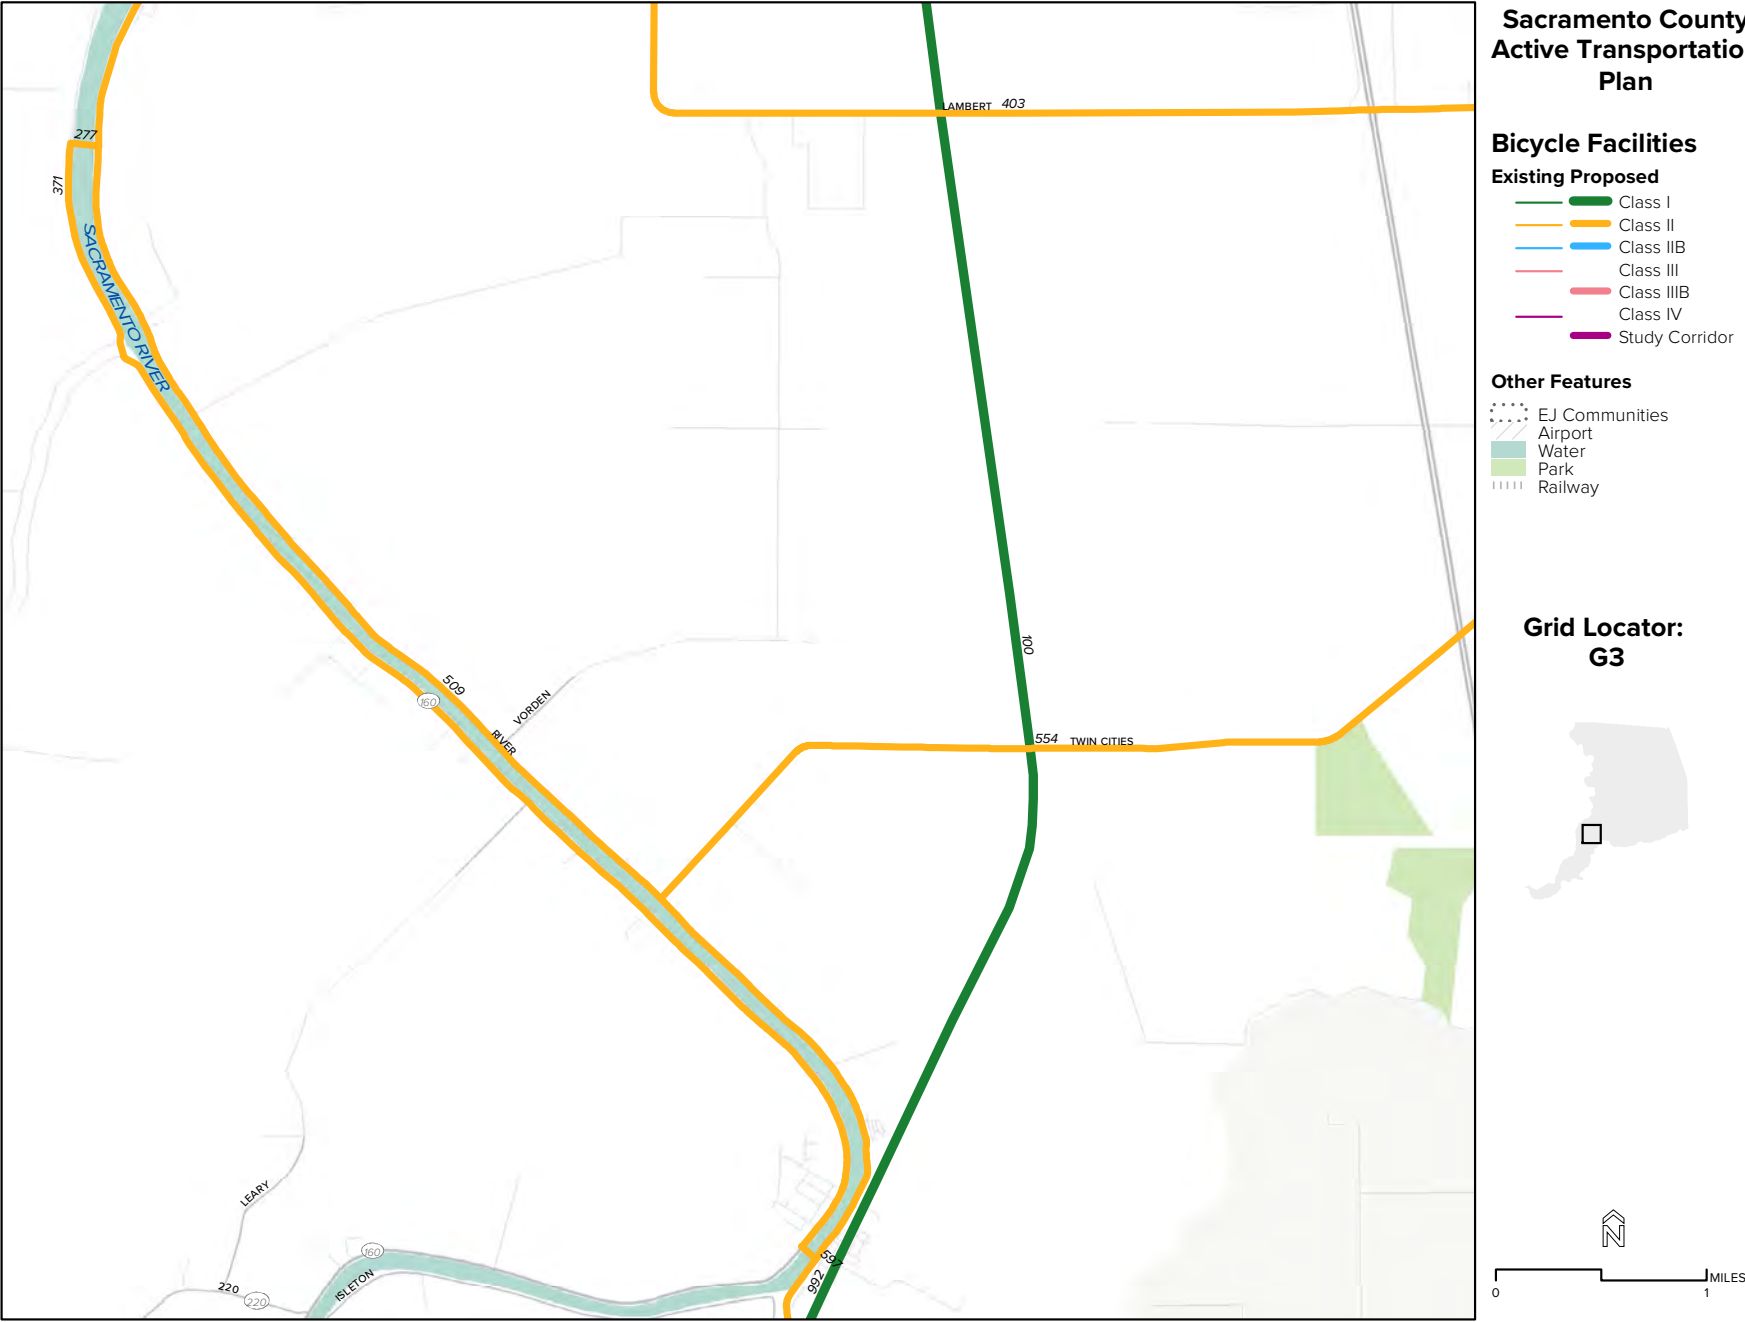 Sacramento County
Active Transportatio
Plan
Bicycle Facilities
Existing Proposed
Class I
Class II
Class IIB
Class III
Class IIIB
Class IV
Study Corridor
Other Features
EJ Communities
Airport
Water
Park
Railway
Grid Locator:
G3
N
MILES
0 1
LAMBERT 403
277
371
SACRAMENTO RIVER
100
509
160
VORDEN
RIVER
554 TWIN CITIES
LEARY
160
ISLETON
220
220
597
992